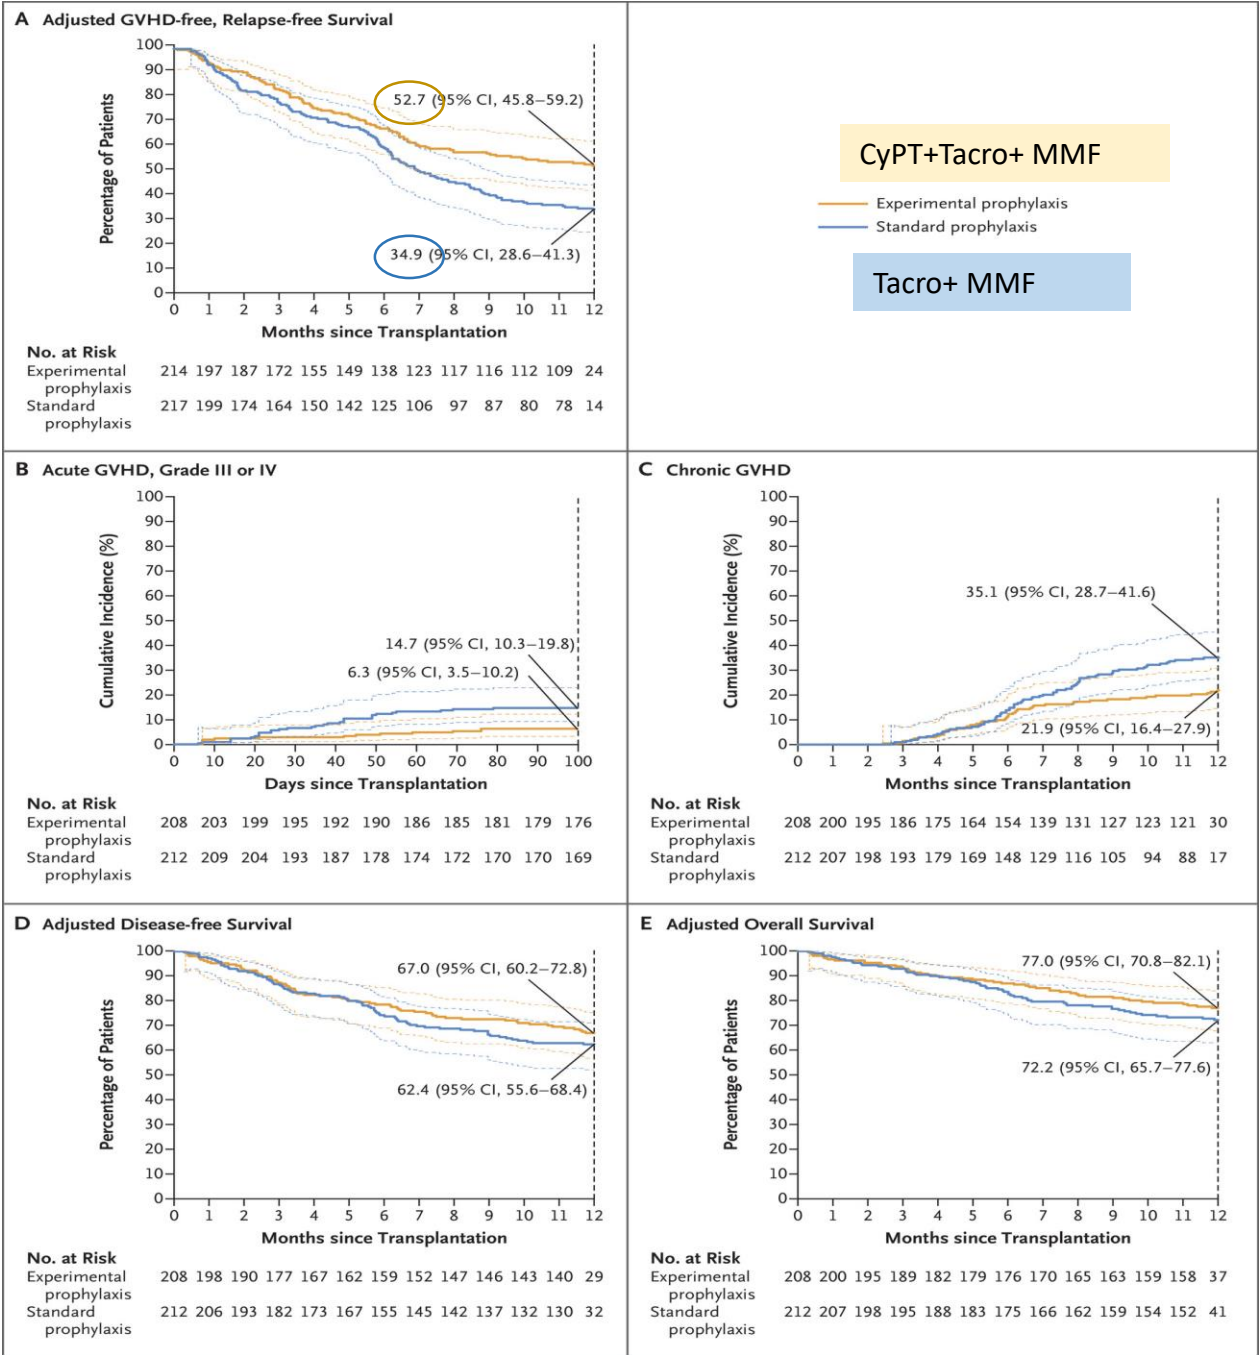 A Adjusted GVHD-free, Relapse-free Survival
Percentage of Patients
100
90
80
70
60
50
40
30
20
10
0
52.7 (95% CI, 45.8–59.2)
34.9 (95% CI, 28.6–41.3)
0 1 2 3 4 5 6 7 8 9 10 11 12
Months since Transplantation
No. at Risk
Experimental prophylaxis 214 197 187 172 155 149 138 123 117 116 112 109 24
Standard prophylaxis 217 199 174 164 150 142 125 106 97 87 80 78 14
CyPT+Tacro+ MMF
Experimental prophylaxis
Standard prophylaxis
Tacro+ MMF
B Acute GVHD, Grade III or IV
Cumulative Incidence (%)
100
90
80
70
60
50
40
30
20
10
0
14.7 (95% CI, 10.3–19.8)
6.3 (95% CI, 3.5–10.2)
0 10 20 30 40 50 60 70 80 90 100
Days since Transplantation
No. at Risk
Experimental prophylaxis 208 203 199 195 192 190 186 185 181 179 176
Standard prophylaxis 212 209 204 193 187 178 174 172 170 170 169
C Chronic GVHD
Cumulative Incidence (%)
100
90
80
70
60
50
40
30
20
10
0
35.1 (95% CI, 28.7–41.6)
21.9 (95% CI, 16.4–27.9)
0 1 2 3 4 5 6 7 8 9 10 11 12
Months since Transplantation
No. at Risk
Experimental prophylaxis 208 200 195 186 175 164 154 139 131 127 123 121 30
Standard prophylaxis 212 207 198 193 179 169 148 129 116 105 94 88 17
D Adjusted Disease-free Survival
Percentage of Patients
100
90
80
70
60
50
40
30
20
10
0
67.0 (95% CI, 60.2–72.8)
62.4 (95% CI, 55.6–68.4)
0 1 2 3 4 5 6 7 8 9 10 11 12
Months since Transplantation
No. at Risk
Experimental prophylaxis 208 198 190 177 167 162 159 152 147 146 143 140 29
Standard prophylaxis 212 206 193 182 173 167 155 145 142 137 132 130 32
E Adjusted Overall Survival
Percentage of Patients
100
90
80
70
60
50
40
30
20
10
0
77.0 (95% CI, 70.8–82.1)
72.2 (95% CI, 65.7–77.6)
0 1 2 3 4 5 6 7 8 9 10 11 12
Months since Transplantation
No. at Risk
Experimental prophylaxis 208 200 195 189 182 179 176 170 165 163 159 158 37
Standard prophylaxis 212 207 198 195 188 183 175 166 162 159 154 152 41